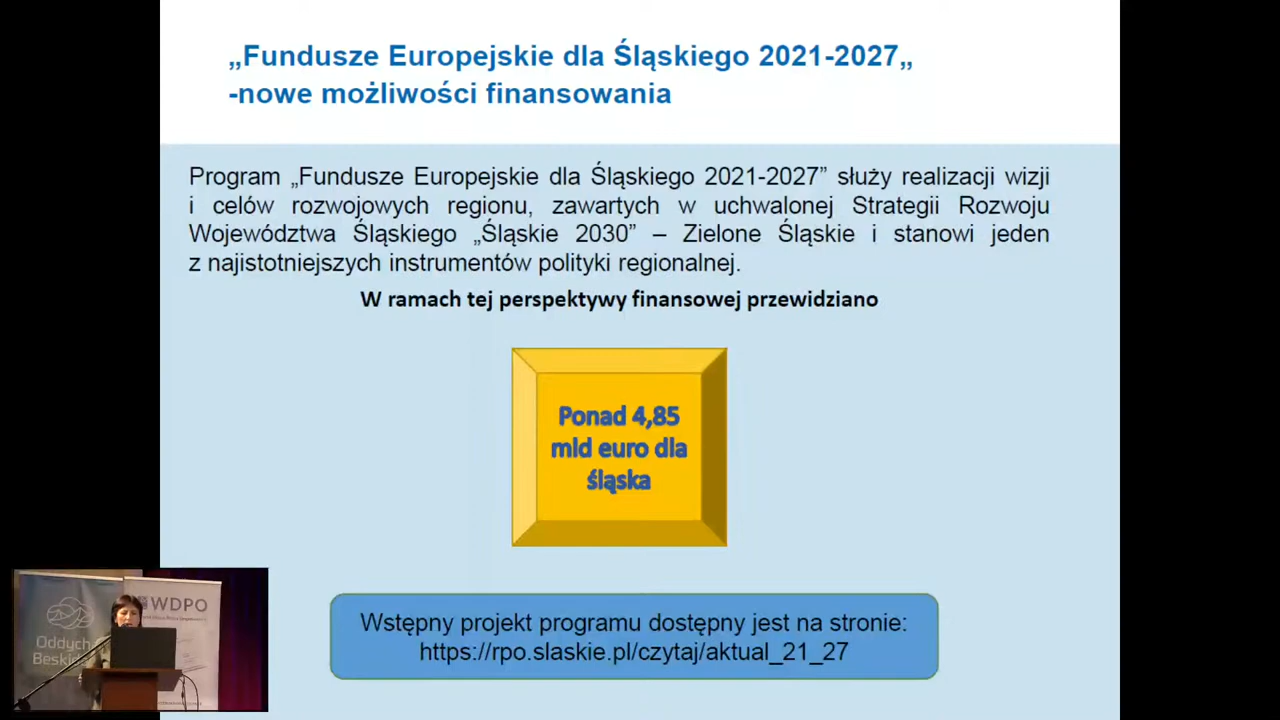 „Fundusze Europejskie dla Śląskiego 2021-2027„
-nowe możliwości finansowania
Program „Fundusze Europejskie dla Śląskiego 2021-2027” służy realizacji wizji
i celów rozwojowych regionu, zawartych w uchwalonej Strategii Rozwoju
Województwa Śląskiego „Śląskie 2030” – Zielone Śląskie i stanowi jeden
z najistotniejszych instrumentów polityki regionalnej.
W ramach tej perspektywy finansowej przewidziano
Ponad 4,85
mld euro dla
śląska
Wstępny projekt programu dostępny jest na stronie:
https://rpo.slaskie.pl/czytaj/aktual_21_27
WDPO